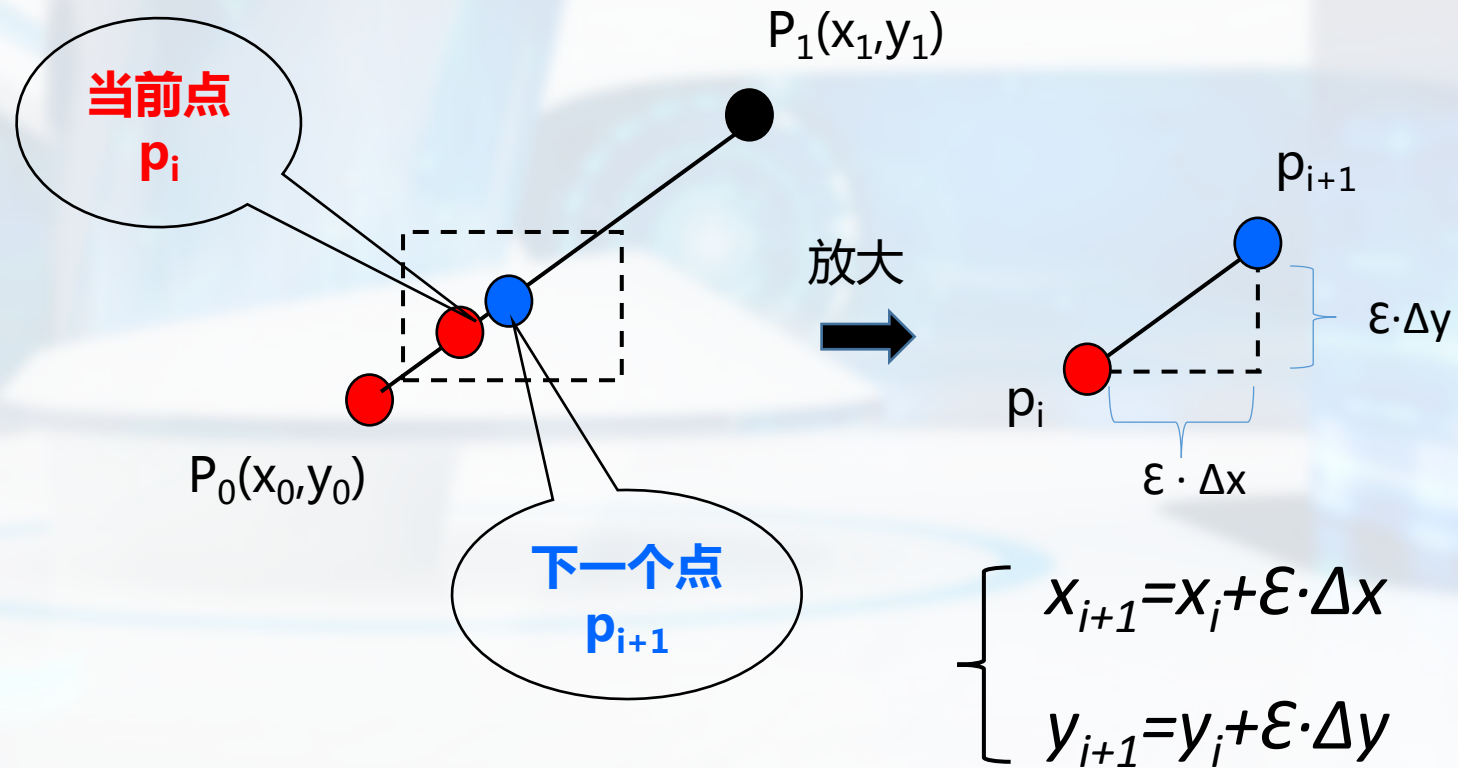 P₁(x₁,y₁)
当前点
pᵢ
pᵢ₊₁
放大
Ɛ·Δy
pᵢ
P₀(x₀,y₀)
Ɛ · Δx
下一个点
pᵢ₊₁
xᵢ₊₁=xᵢ+Ɛ·Δx
yᵢ₊₁=yᵢ+Ɛ·Δy